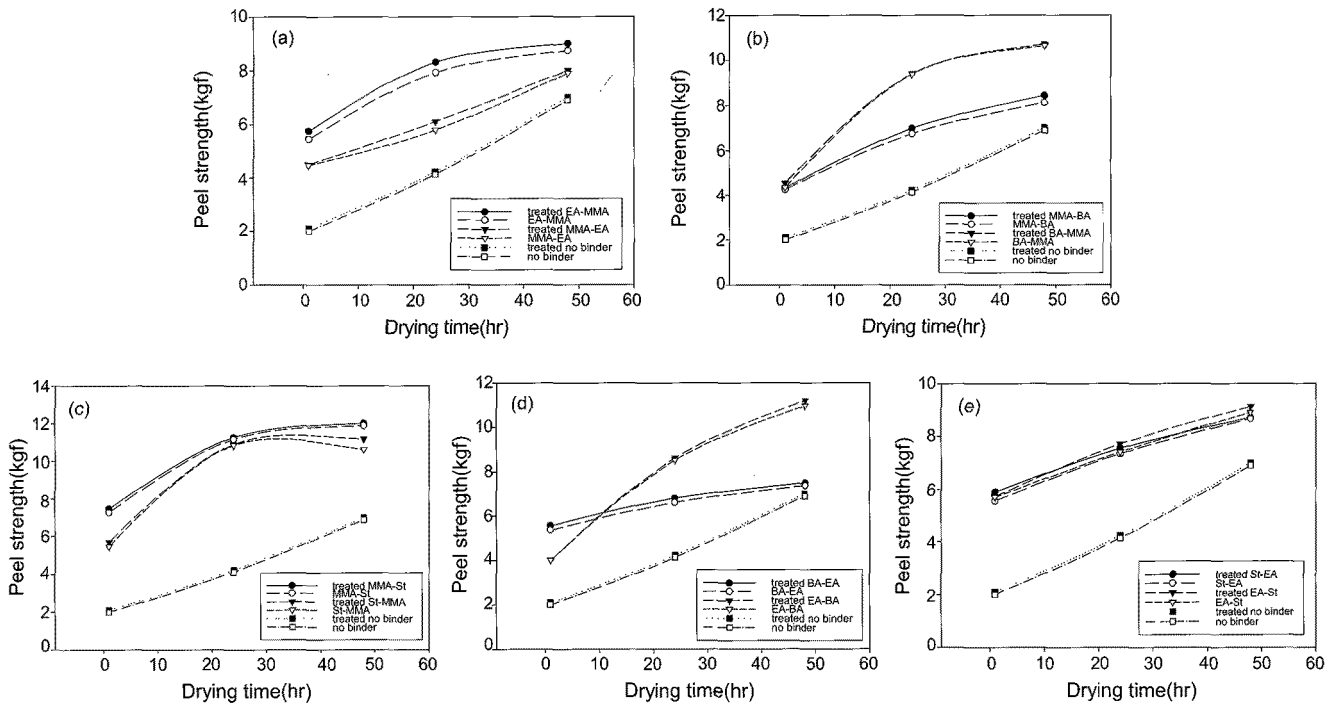 (a)
Peel strength(kgf)
10
8
6
4
2
0
treated EA-MMA
EA-MMA
treated MMA-EA
MMA-EA
treated no binder
no binder
0 10 20 30 40 50 60
Drying time(hr)
(b)
Peel strength(kgf)
12
10
8
6
4
2
0
treated MMA-BA
MMA-BA
treated BA-MMA
BA-MMA
treated no binder
no binder
0 10 20 30 40 50 60
Drying time(hr)
(c)
Peel strength(kgf)
14
12
10
8
6
4
2
0
treated MMA-St
MMA-St
treated St-MMA
St-MMA
treated no binder
no binder
0 10 20 30 40 50 60
Drying time(hr)
(d)
Peel strength(kgf)
12
10
8
6
4
2
0
treated BA-EA
BA-EA
treated EA-BA
EA-BA
treated no binder
no binder
0 10 20 30 40 50 60
Drying time(hr)
(e)
Peel strength(kgf)
10
8
6
4
2
0
treated St-EA
St-EA
treated EA-St
EA-St
treated no binder
no binder
0 10 20 30 40 50 60
Drying time(hr)